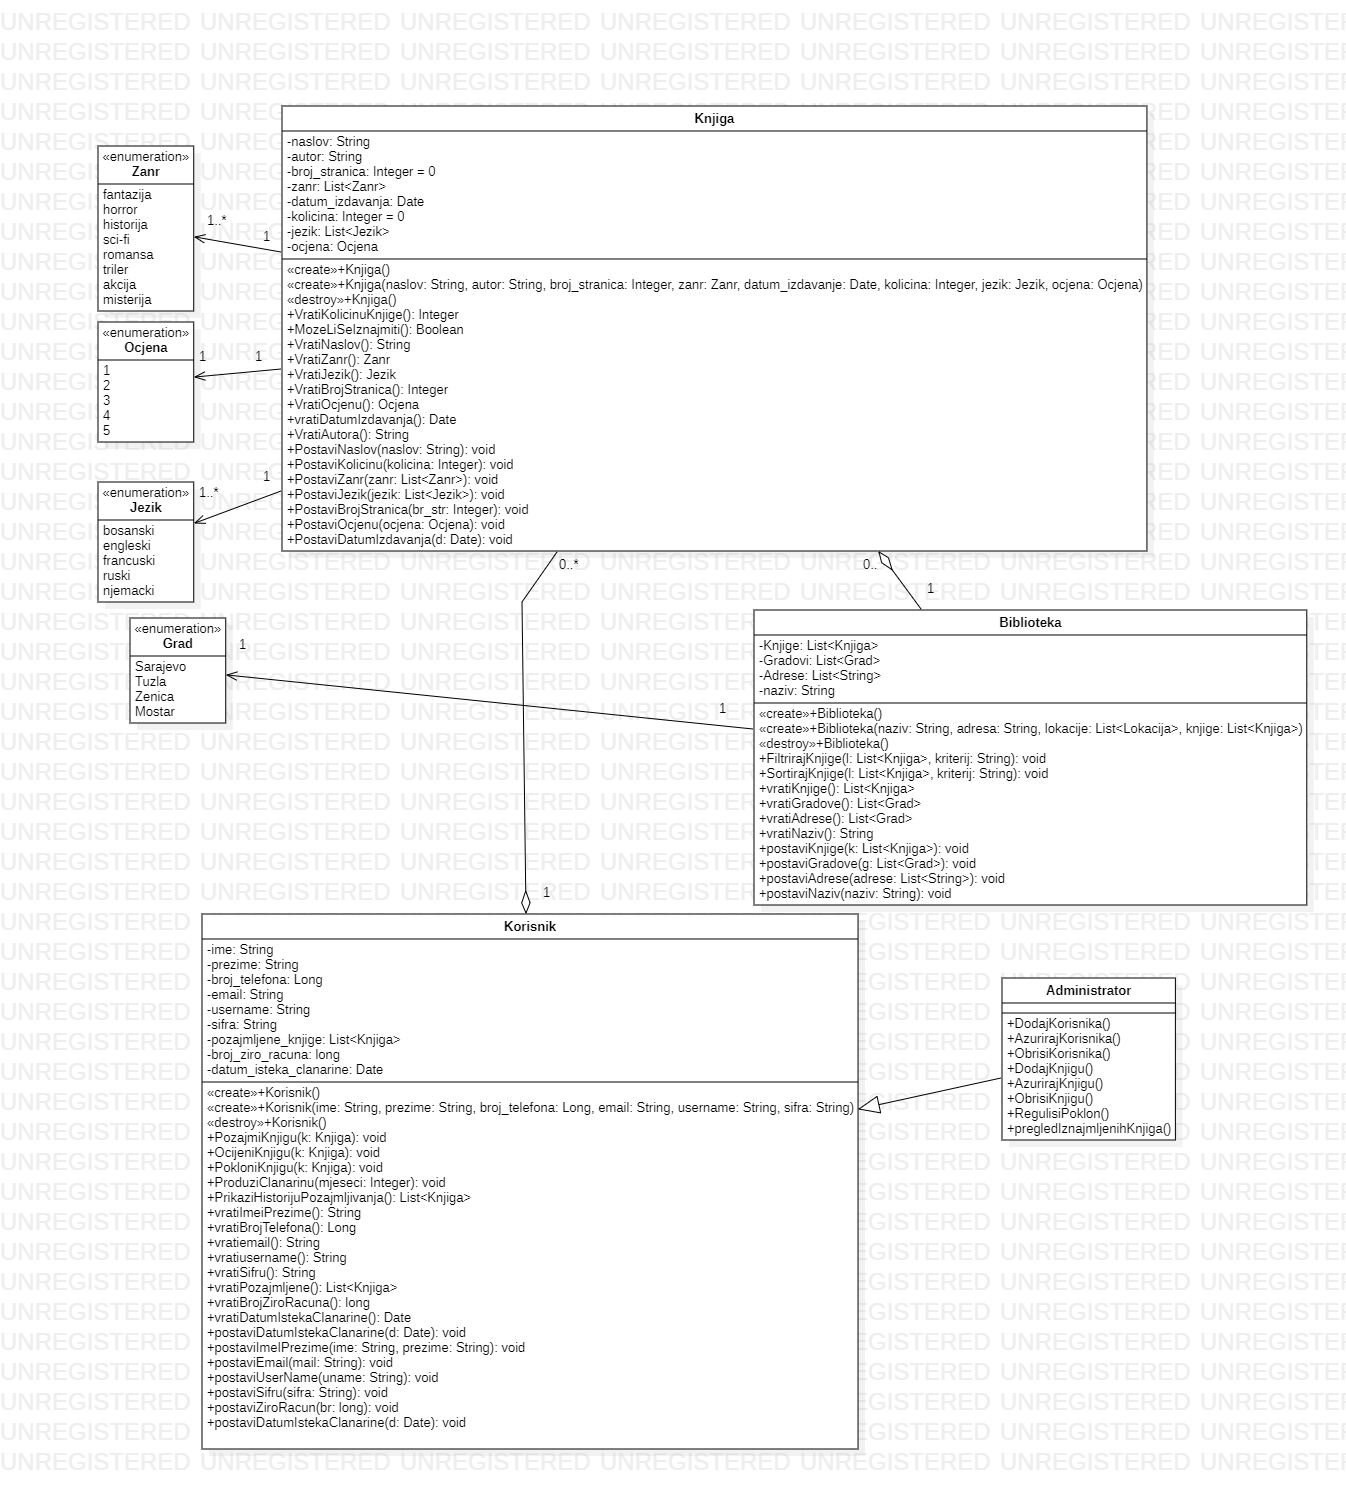 Knjiga
-naslov: String
-autor: String
-broj_stranica: Integer = 0
-zanr: List<Zanr>
-datum_izdavanja: Date
-kolicina: Integer = 0
-jezik: List<Jezik>
-ocjena: Ocjena
«create»+Knjiga()
«create»+Knjiga(naslov: String, autor: String, broj_stranica: Integer, zanr: Zanr, datum_izdavanje: Date, kolicina: Integer, jezik: Jezik, ocjena: Ocjena)
«destroy»+Knjiga()
+VratiKolicinuKnjige(): Integer
+MozeLiSeIznajmiti(): Boolean
+VratiNaslov(): String
+VratiZanr(): Zanr
+VratiJezik(): Jezik
+VratiBrojStranica(): Integer
+VratiOcjenu(): Ocjena
+vratiDatumIzdavanja(): Date
+VratiAutora(): String
+PostaviNaslov(naslov: String): void
+PostaviKolicinu(kolicina: Integer): void
+PostaviZanr(zanr: List<Zanr>): void
+PostaviJezik(jezik: List<Jezik>): void
+PostaviBrojStranica(br_str: Integer): void
+PostaviOcjenu(ocjena: Ocjena): void
+PostaviDatumIzdavanja(d: Date): void
«enumeration»
Zanr
fantazija
horror
historija
sci-fi
romansa
triler
akcija
misterija
1..*
1
«enumeration»
Ocjena
1
2
3
4
5
1
1
«enumeration»
Jezik
bosanski
engleski
francuski
ruski
njemacki
1..*
1
0..*
0..
1
«enumeration»
Grad
Sarajevo
Tuzla
Zenica
Mostar
1
1
Biblioteka
-Knjige: List<Knjiga>
-Gradovi: List<Grad>
-Adrese: List<String>
-naziv: String
«create»+Biblioteka()
«create»+Biblioteka(naziv: String, adresa: String, lokacije: List<Lokacija>, knjige: List<Knjiga>)
«destroy»+Biblioteka()
+FiltrirajKnjige(l: List<Knjiga>, kriterij: String): void
+SortirajKnjige(l: List<Knjiga>, kriterij: String): void
+vratiKnjige(): List<Knjiga>
+vratiGradove(): List<Grad>
+vratiAdrese(): List<Grad>
+vratiNaziv(): String
+postaviKnjige(k: List<Knjiga>): void
+postaviGradove(g: List<Grad>): void
+postaviAdrese(adrese: List<String>): void
+postaviNaziv(naziv: String): void
1
Korisnik
-ime: String
-prezime: String
-broj_telefona: Long
-email: String
-username: String
-sifra: String
-pozajmljene_knjige: List<Knjiga>
-broj_ziro_racuna: long
-datum_isteka_clanarine: Date
«create»+Korisnik()
«create»+Korisnik(ime: String, prezime: String, broj_telefona: Long, email: String, username: String, sifra: String)
«destroy»+Korisnik()
+PozajmiKnjigu(k: Knjiga): void
+OcijeniKnjigu(k: Knjiga): void
+PokloniKnjigu(k: Knjiga): void
+ProduziClanarinu(mjeseci: Integer): void
+PrikaziHistorijuPozajmljivanja(): List<Knjiga>
+vratiImeiPrezime(): String
+vratiBrojTelefona(): Long
+vratiemail(): String
+vratiusername(): String
+vratiSifru(): String
+vratiPozajmljene(): List<Knjiga>
+vratiBrojZiroRacuna(): long
+vratiDatumIstekaClanarine(): Date
+postaviDatumIstekaClanarine(d: Date): void
+postaviImeIPrezime(ime: String, prezime: String): void
+postaviEmail(mail: String): void
+postaviUserName(uname: String): void
+postaviSifru(sifra: String): void
+postaviZiroRacun(br: long): void
+postaviDatumIstekaClanarine(d: Date): void
Administrator
+DodajKorisnika()
+AzurirajKorisnika()
+ObrisiKorisnika()
+DodajKnjigu()
+AzurirajKnjigu()
+ObrisiKnjigu()
+RegulisiPoklon()
+pregledIznajmljenihKnjiga()